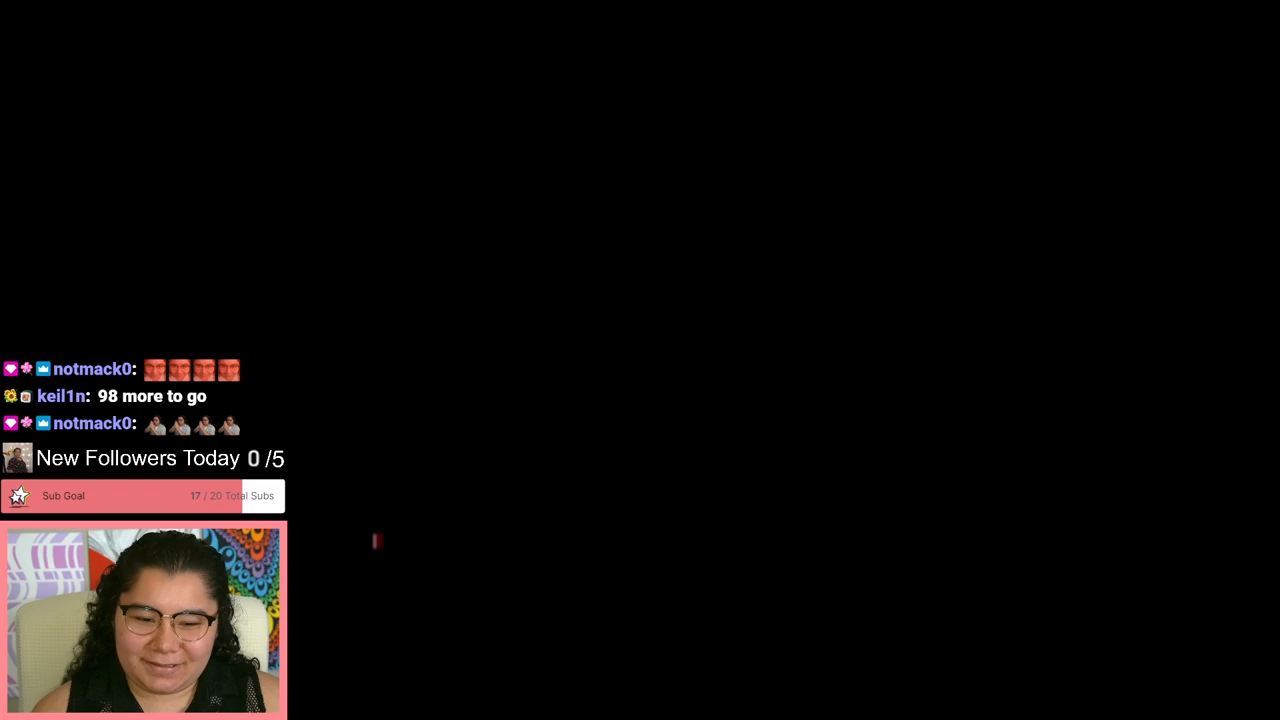 notmack0:
keil1n: 98 more to go
notmack0:
New Followers Today 0 /5
Sub Goal 17 / 20 Total Subs